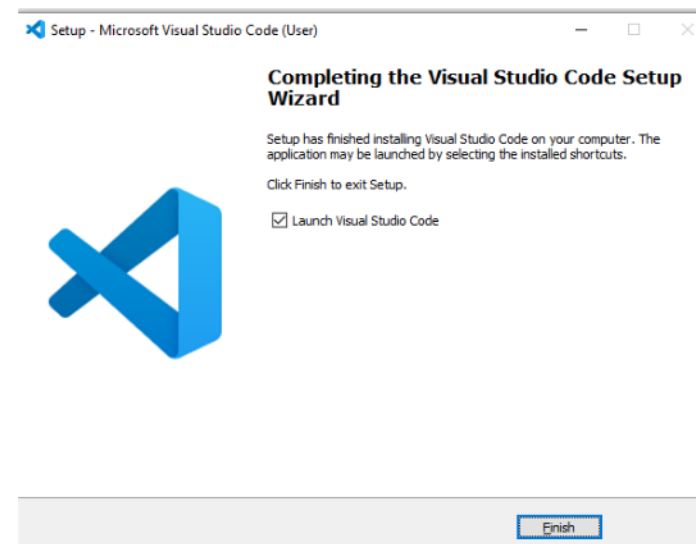 Setup - Microsoft Visual Studio Code (User)
Completing the Visual Studio Code Setup
Wizard
Setup has finished installing Visual Studio Code on your computer. The
application may be launched by selecting the installed shortcuts.
Click Finish to exit Setup.
Launch Visual Studio Code
Finish